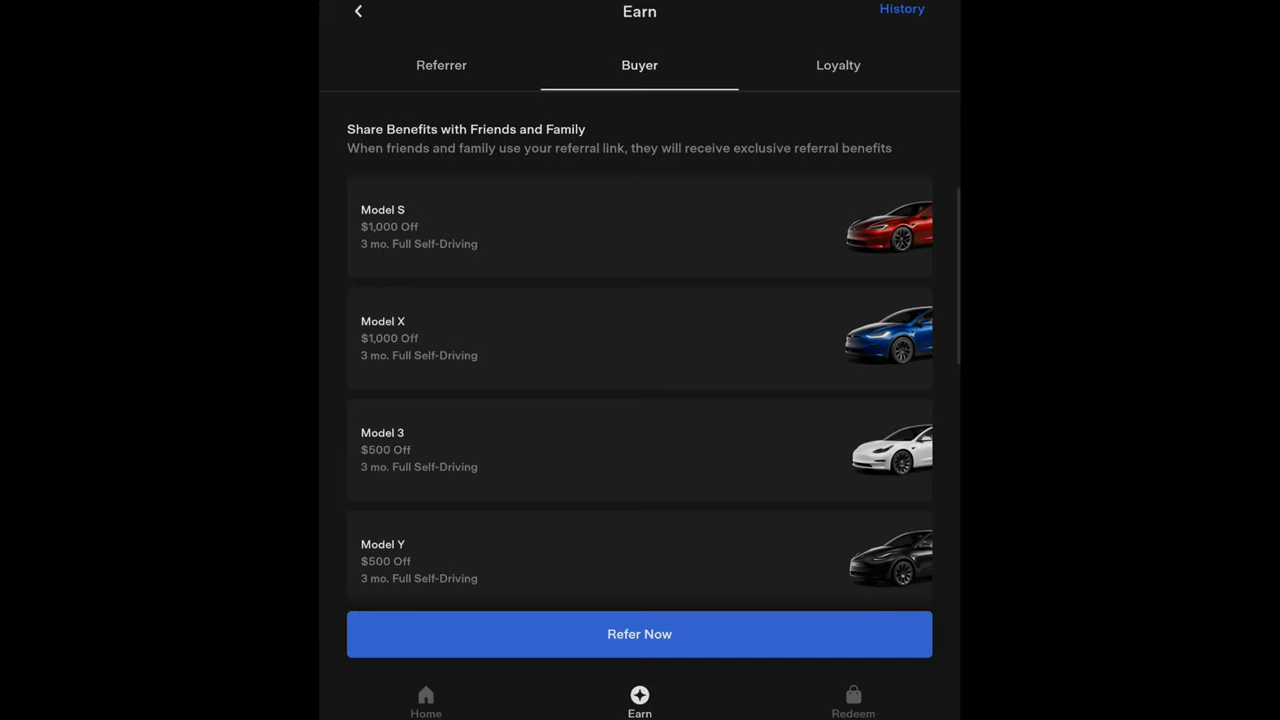 Earn
History
Referrer
Buyer
Loyalty
Share Benefits with Friends and Family
When friends and family use your referral link, they will receive exclusive referral benefits
Model S
$1,000 Off
3 mo. Full Self-Driving
Model X
$1,000 Off
3 mo. Full Self-Driving
Model 3
$500 Off
3 mo. Full Self-Driving
Model Y
$500 Off
3 mo. Full Self-Driving
Refer Now
Home
Earn
Redeem